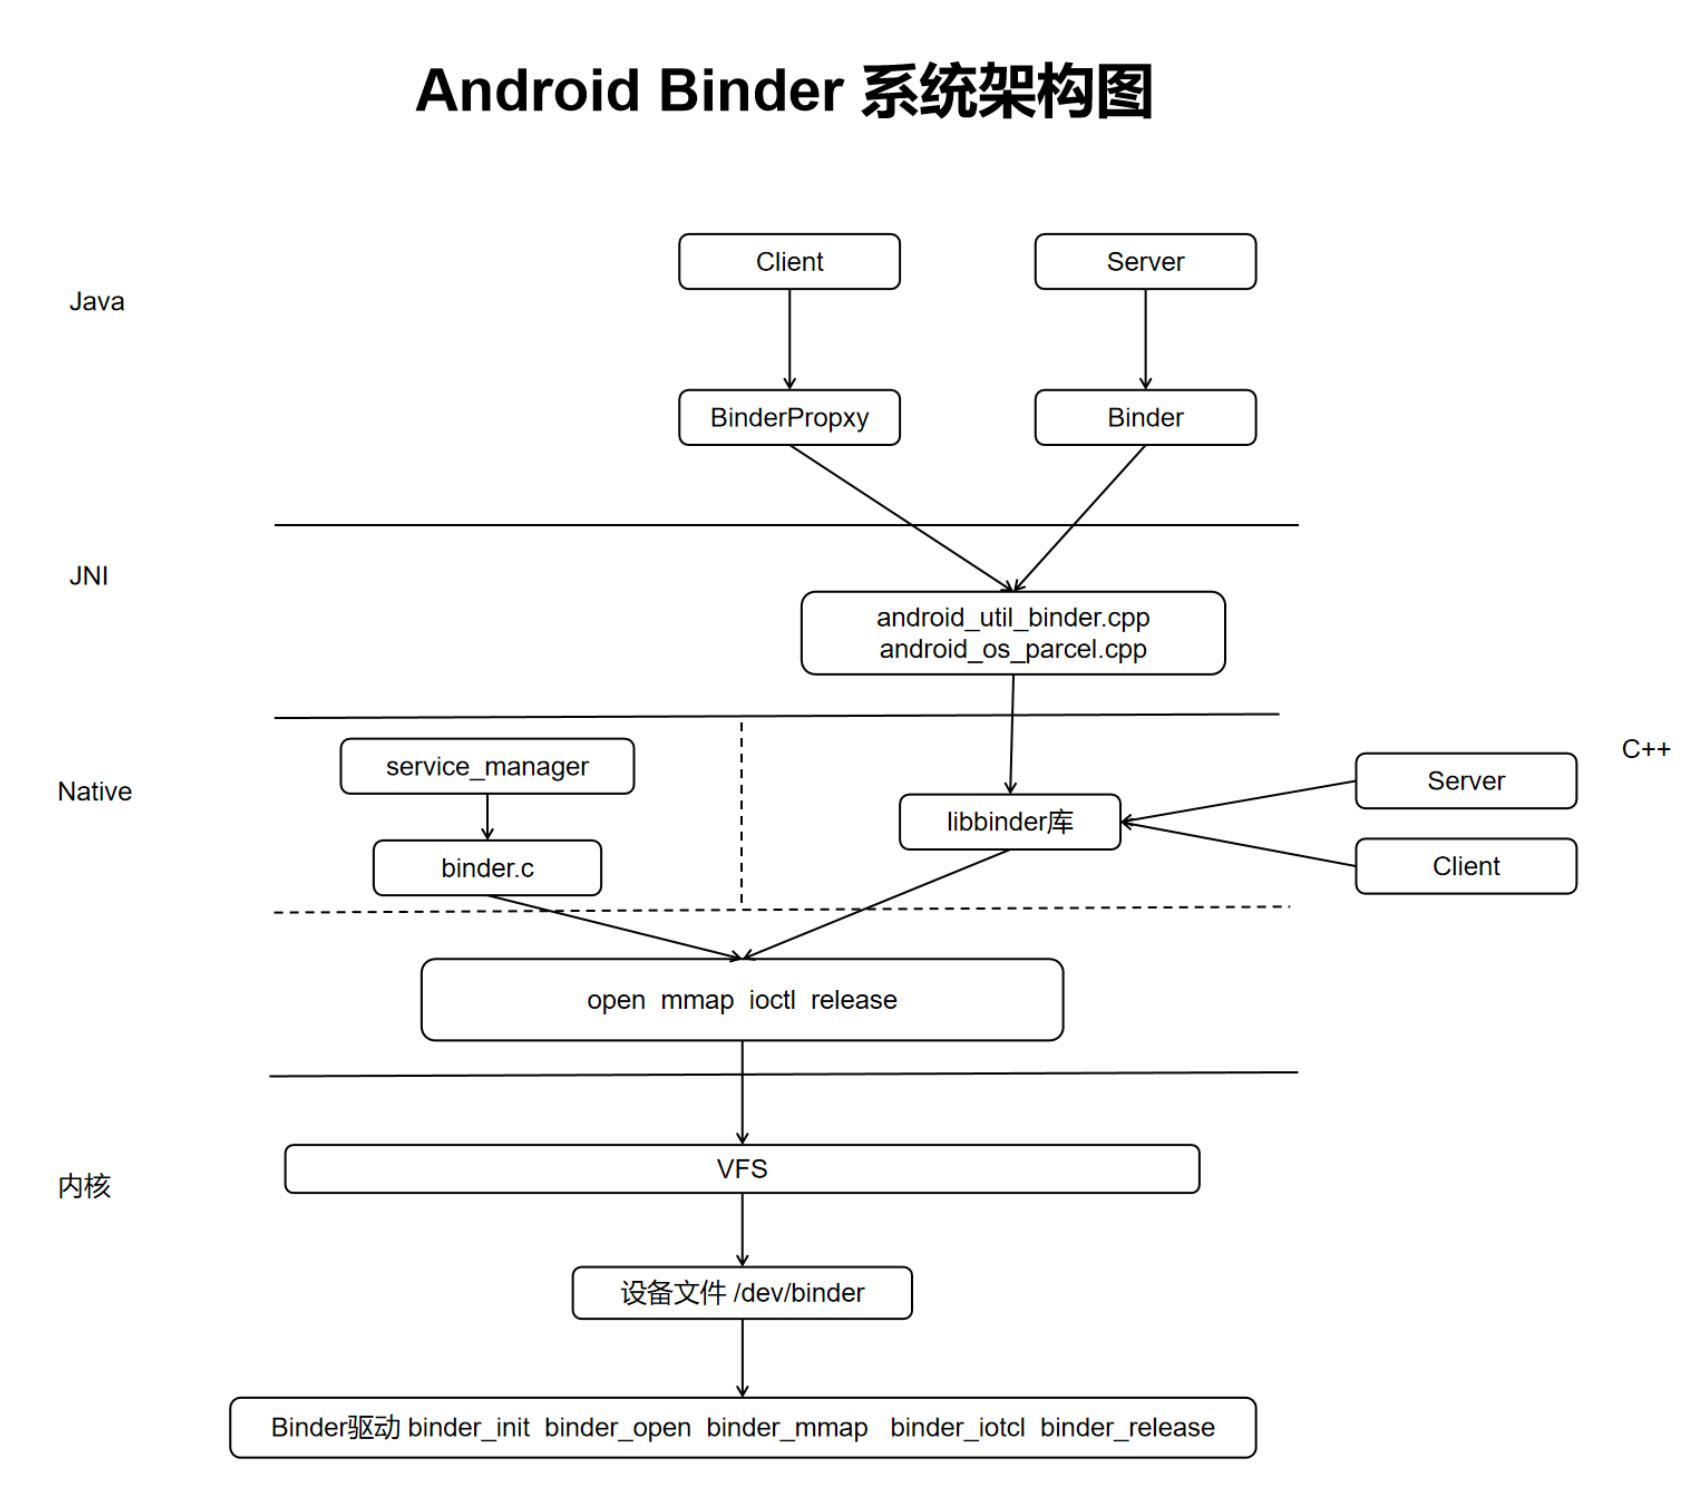 Android Binder 系统架构图
Client
Server
Java
BinderPropxy
Binder
JNI
android_util_binder.cpp
android_os_parcel.cpp
service_manager
C++
Native
Server
libbinder库
binder.c
Client
open mmap ioctl release
VFS
内核
设备文件 /dev/binder
Binder驱动 binder_init binder_open binder_mmap binder_iotcl binder_release